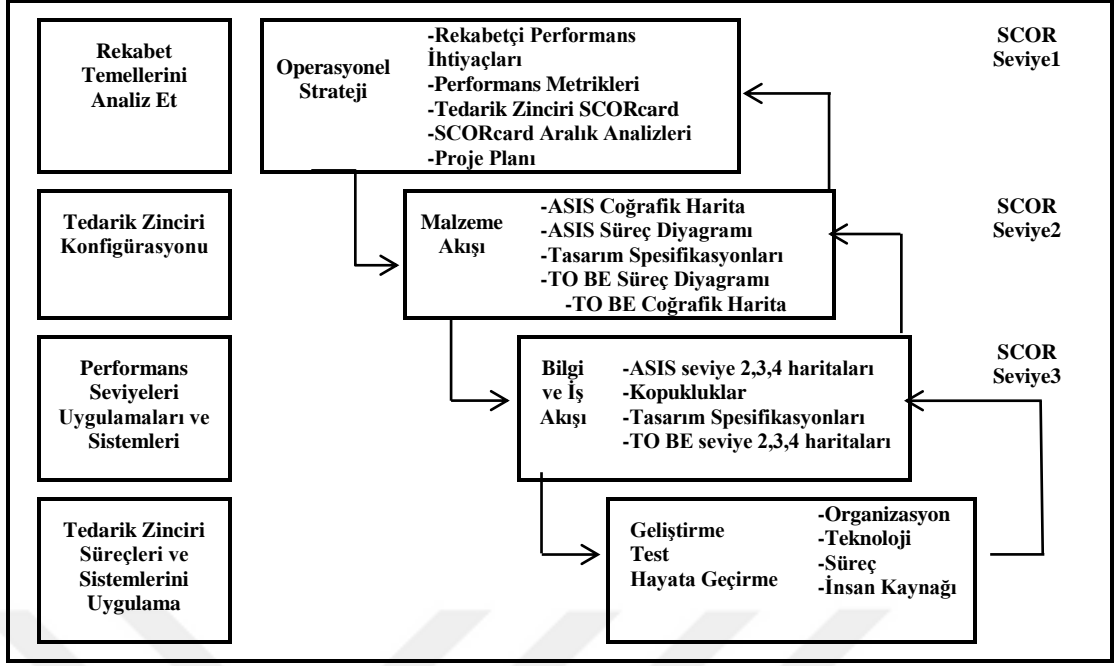 Rekabet
Temellerini
Analiz Et
Operasyonel
Strateji
-Rekabetçi Performans
İhtiyaçları
-Performans Metrikleri
-Tedarik Zinciri SCORcard
-SCORcard Aralık Analizleri
-Proje Planı
SCOR
Seviye1
Tedarik Zinciri
Konfigürasyonu
Malzeme
Akışı
-ASIS Coğrafik Harita
-ASIS Süreç Diyagramı
-Tasarım Spesifikasyonları
-TO BE Süreç Diyagramı
-TO BE Coğrafik Harita
SCOR
Seviye2
Performans
Seviyeleri
Uygulamaları ve
Sistemleri
Bilgi
ve İş
Akışı
-ASIS seviye 2,3,4 haritaları
-Kopukluklar
-Tasarım Spesifikasyonları
-TO BE seviye 2,3,4 haritaları
SCOR
Seviye3
Tedarik Zinciri
Süreçleri ve
Sistemlerini
Uygulama
Geliştirme
Test
Hayata Geçirme
-Organizasyon
-Teknoloji
-Süreç
-İnsan Kaynağı